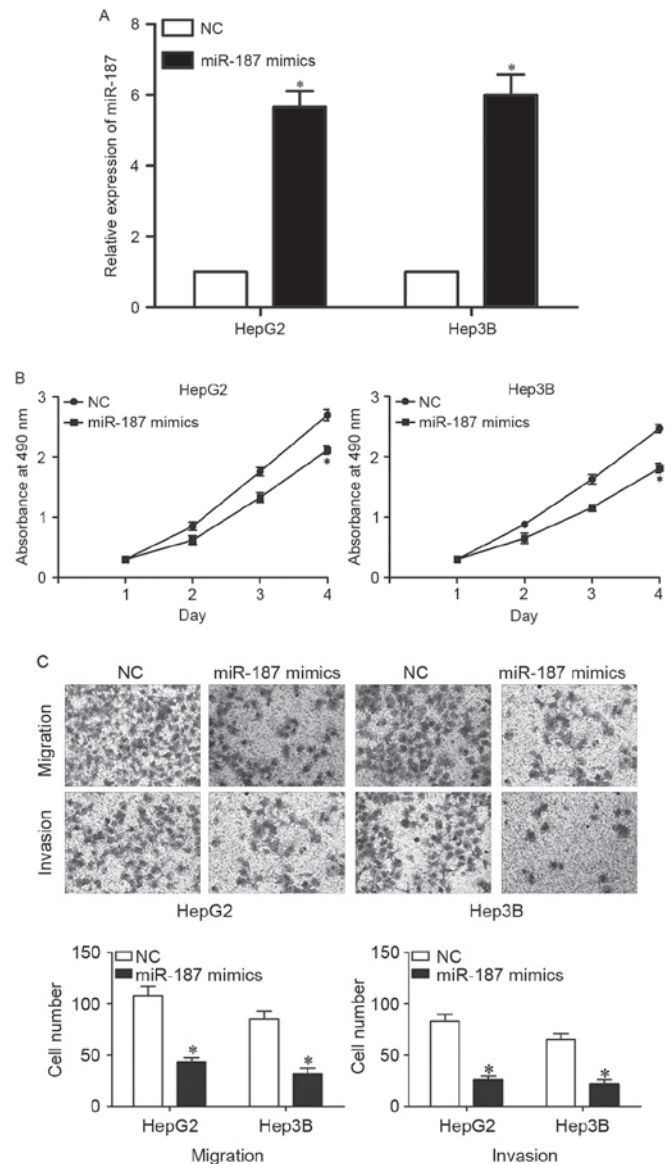 A
NC
miR-187 mimics
Relative expression of miR-187
8
6
4
2
0
*
*
HepG2
Hep3B
B
HepG2
NC
miR-187 mimics
Absorbance at 490 nm
3
2
1
0
*
1
2
3
4
Day
Hep3B
NC
miR-187 mimics
Absorbance at 490 nm
3
2
1
0
*
1
2
3
4
Day
C
NC
miR-187 mimics
NC
miR-187 mimics
Migration
Invasion
HepG2
Hep3B
NC
miR-187 mimics
Cell number
150
100
50
0
*
*
HepG2
Hep3B
Migration
NC
miR-187 mimics
Cell number
150
100
50
0
*
*
HepG2
Hep3B
Invasion